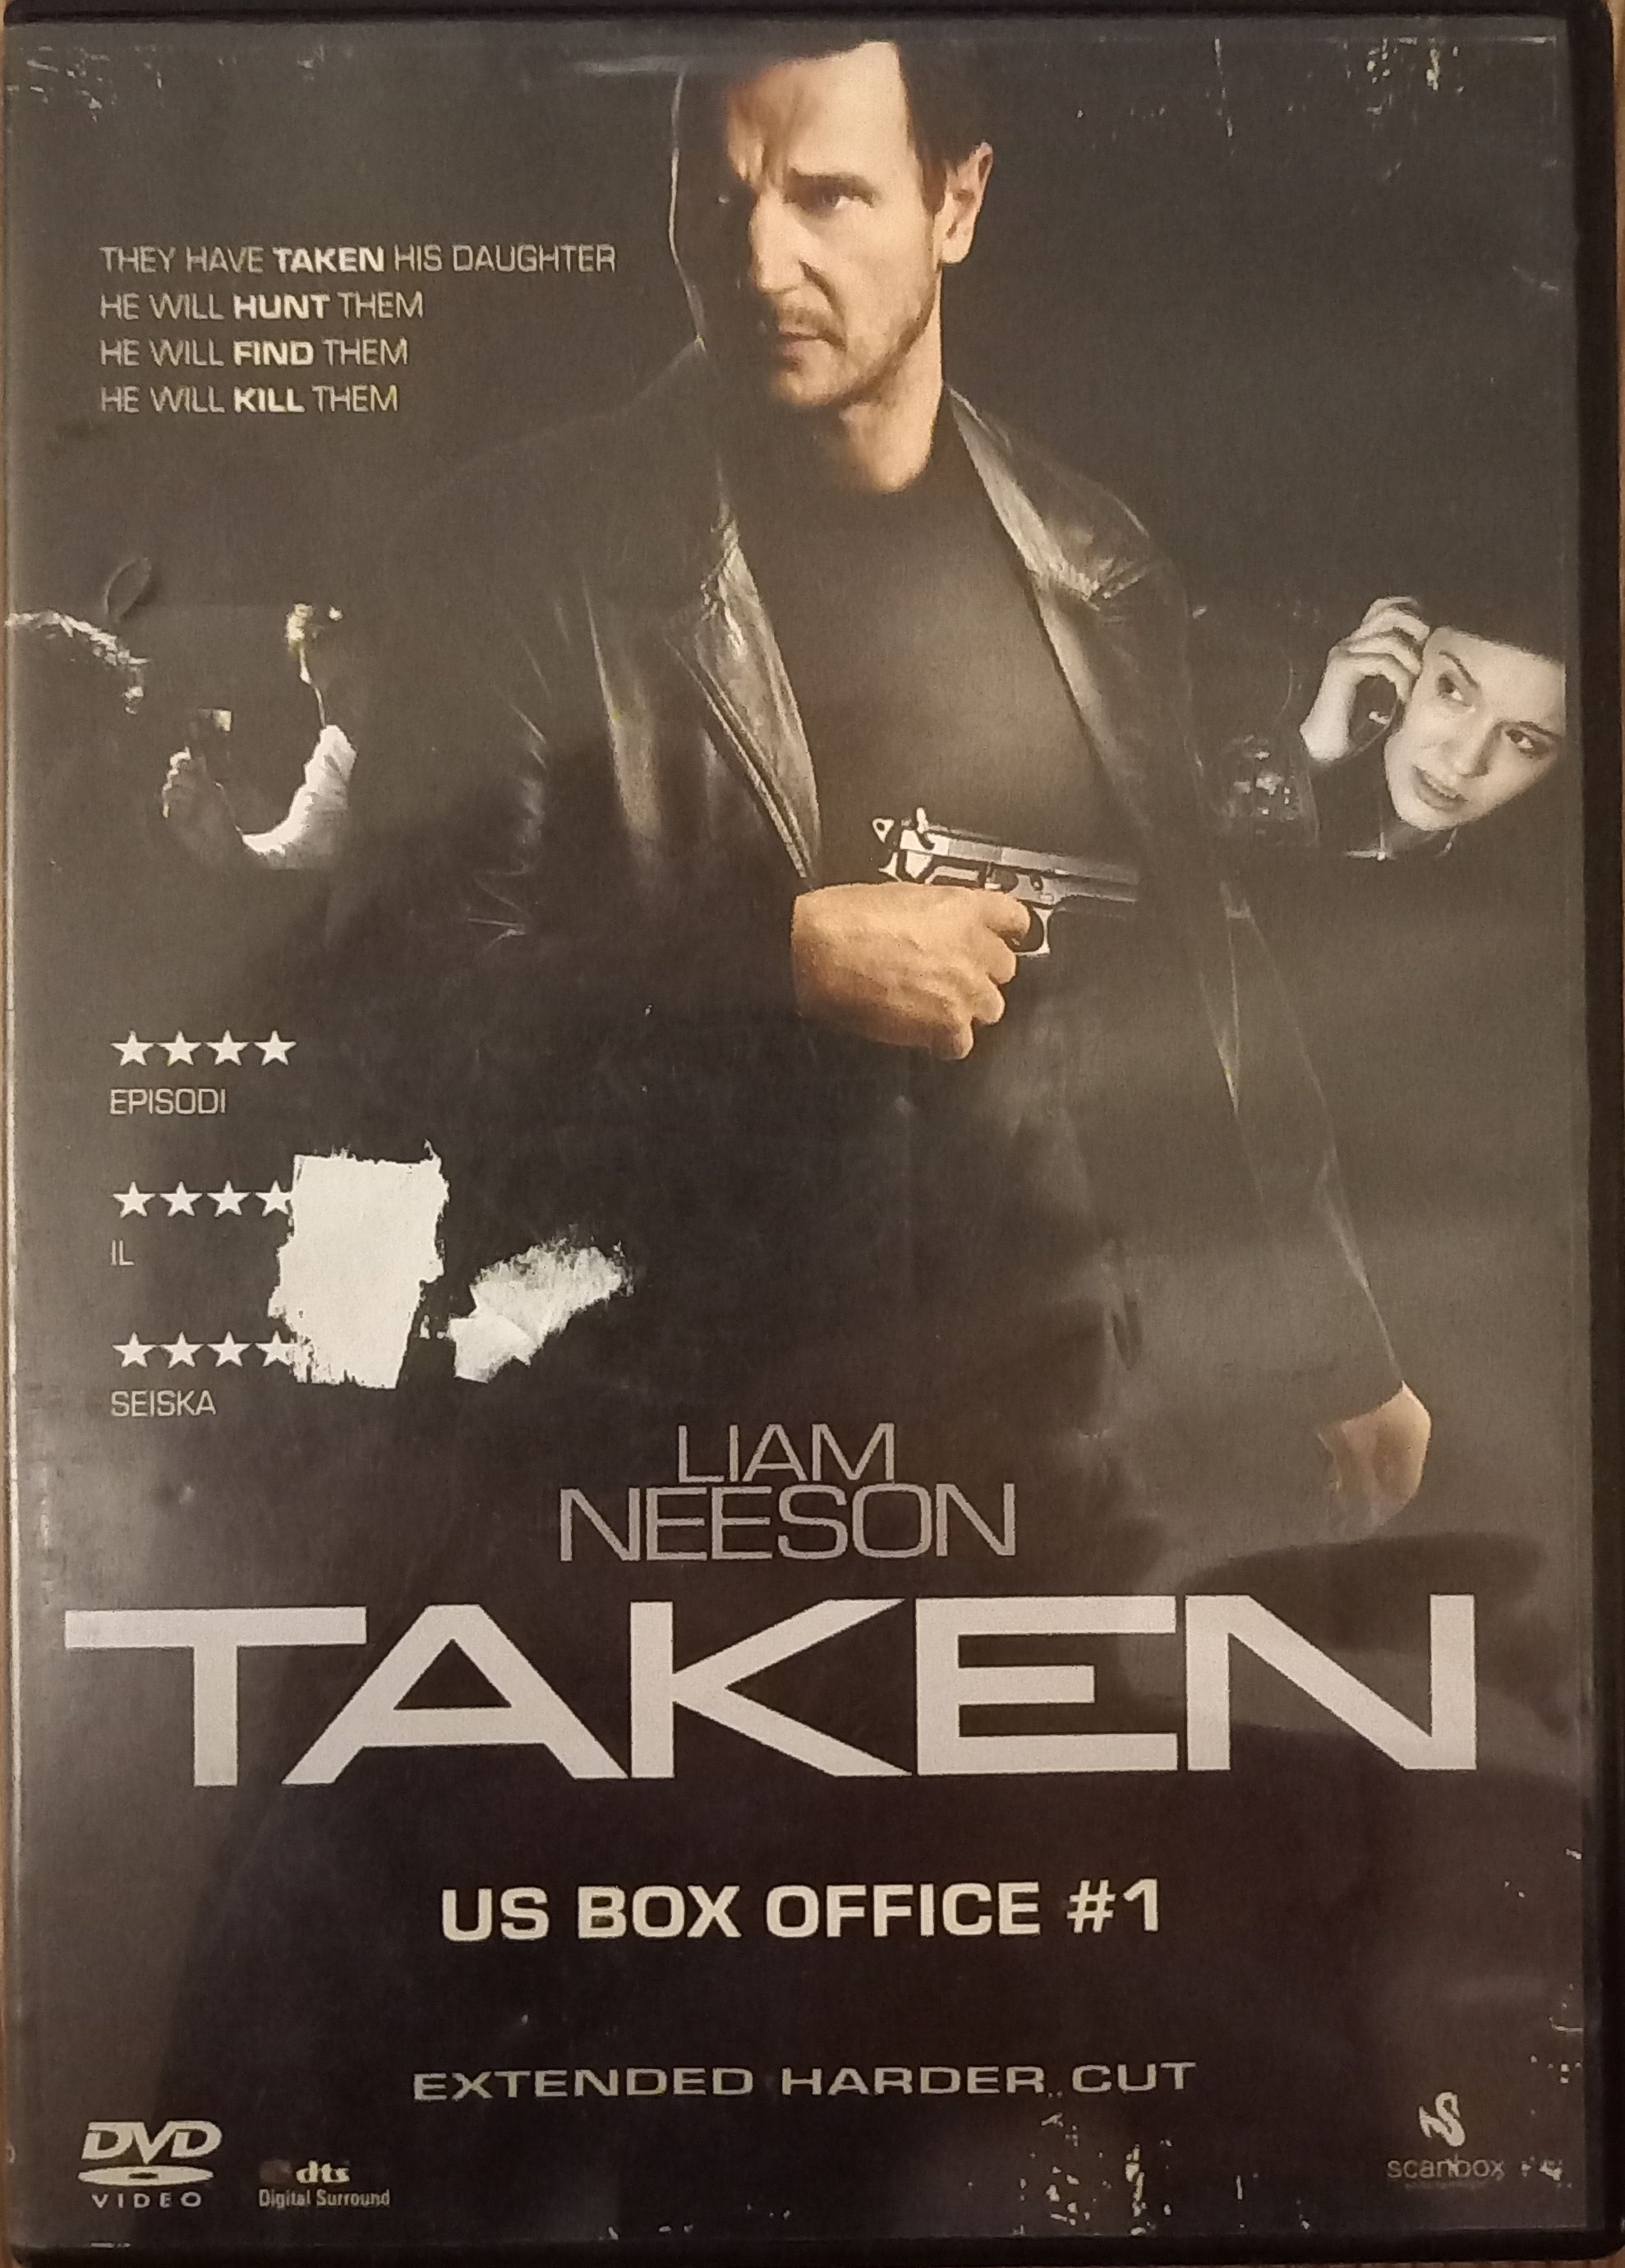 THEY HAVE TAKEN HIS DAUGHTER
HE WILL HUNT THEM
HE WILL FIND THEM
HE WILL KILL THEM
★★★★
EPISODI
★★★★
IL
★★★★
SEISKA
LIAM
NEESON
TAKEN
US BOX OFFICE #1
EXTENDED HARDER CUT
DVD
VIDEO
dts
Digital Surround
scanbox